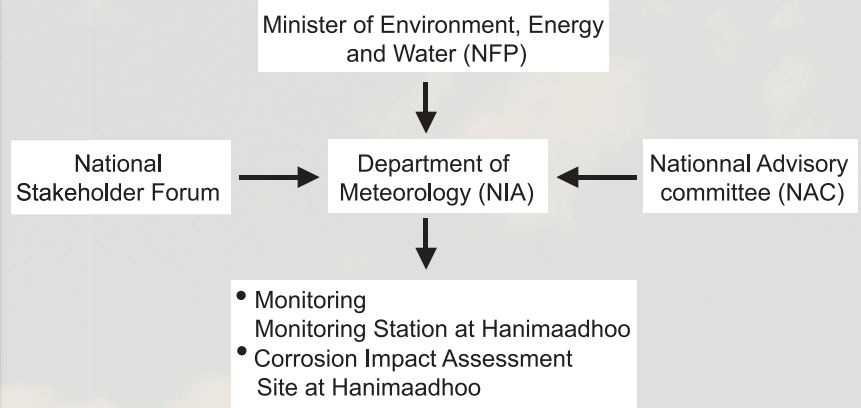 Minister of Environment, Energy
and Water (NFP)
National
Stakeholder Forum
Department of
Meteorology (NIA)
Nationnal Advisory
committee (NAC)
• Monitoring
Monitoring Station at Hanimaadhoo
• Corrosion Impact Assessment
Site at Hanimaadhoo